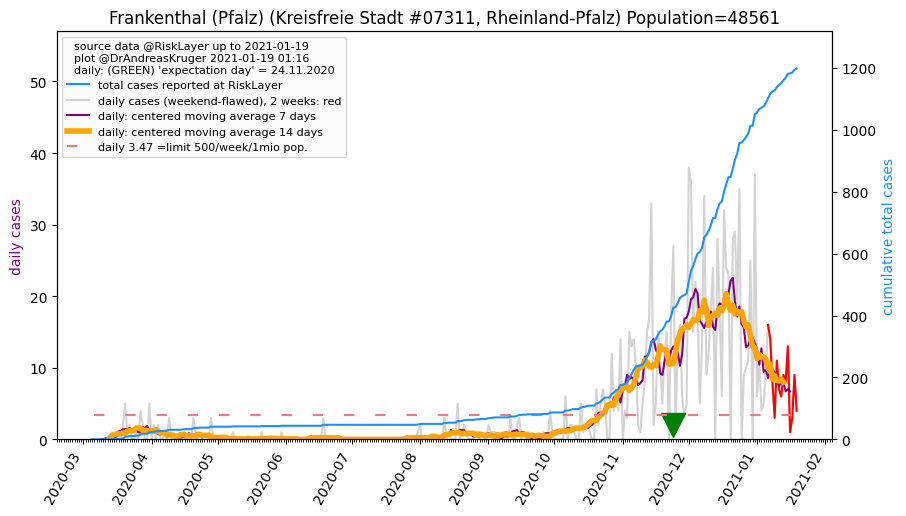 Frankenthal (Pfalz) (Kreisfreie Stadt #07311, Rheinland-Pfalz) Population=48561
source data @RiskLayer up to 2021-01-19
plot @DrAndreasKruger 2021-01-19 01:16
daily: (GREEN) 'expectation day' = 24.11.2020
total cases reported at RiskLayer
daily cases (weekend-flawed), 2 weeks: red
daily: centered moving average 7 days
daily: centered moving average 14 days
daily 3.47 =limit 500/week/1mio pop.
daily cases
50
40
30
20
10
0
cumulative total cases
1200
1000
800
600
400
200
0
2020-03
2020-04
2020-05
2020-06
2020-07
2020-08
2020-09
2020-10
2020-11
2020-12
2021-01
2021-02